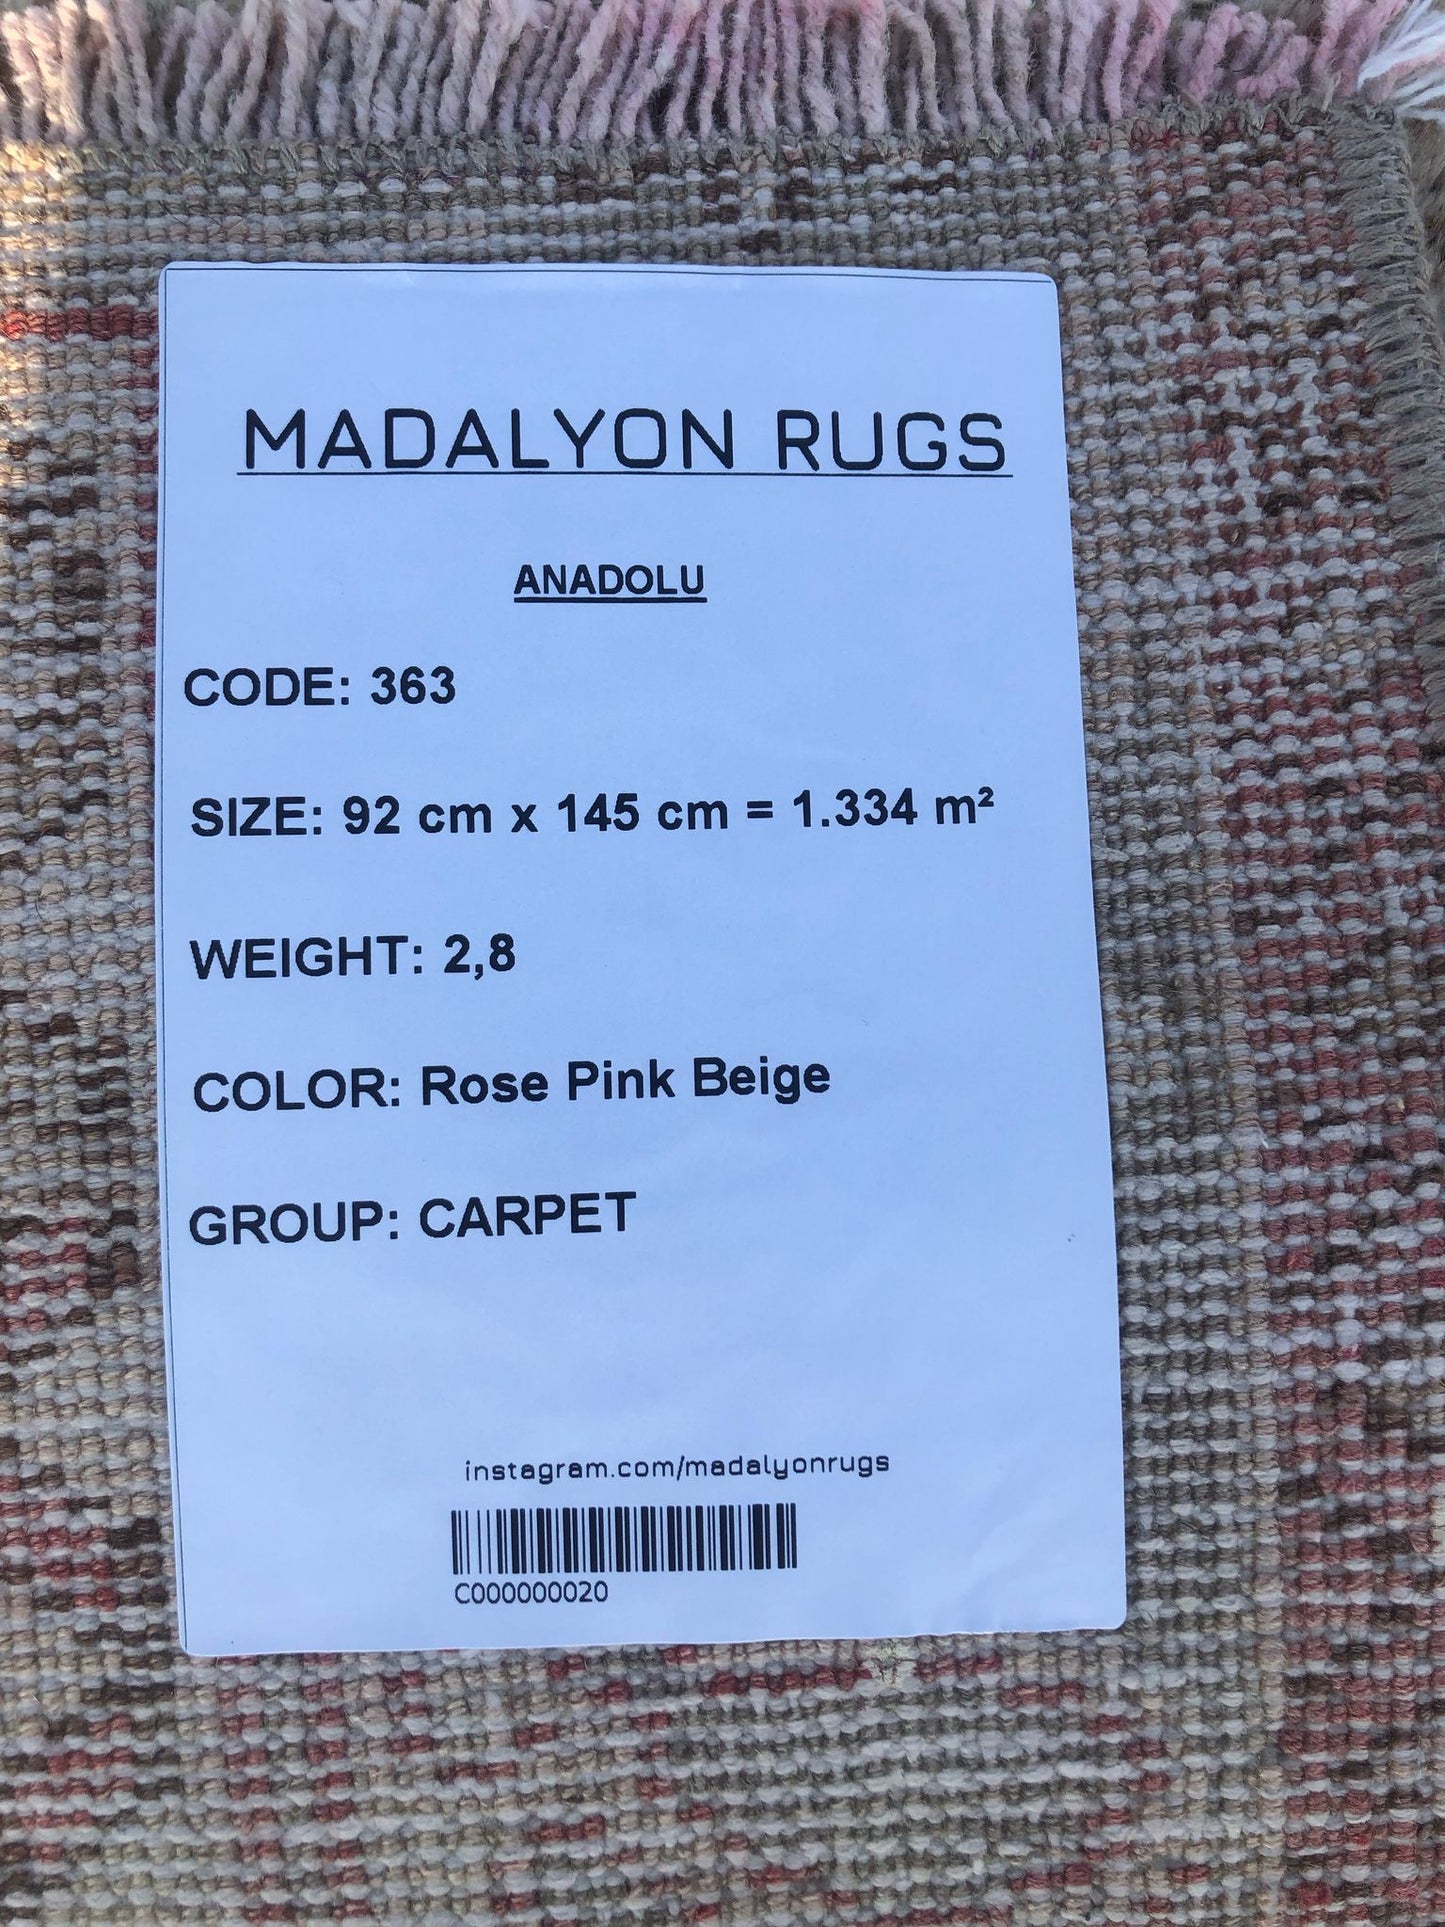 MADALYON RUGS
ANADOLU
CODE: 363
SIZE: 92 cm x 145 cm = 1.334 m²
WEIGHT: 2,8
COLOR: Rose Pink Beige
GROUP: CARPET
instagram.com/madalyonrugs
C000000020